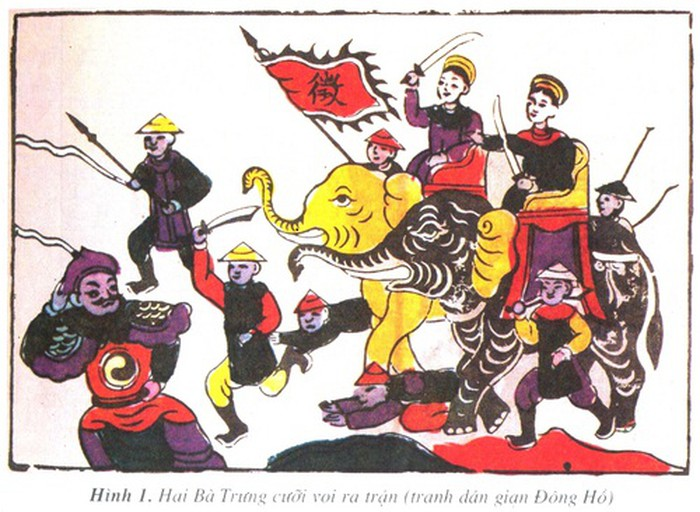 徵
Hình 1. Hai Bà Trưng cưỡi voi ra trận (tranh dân gian Đông Hồ)